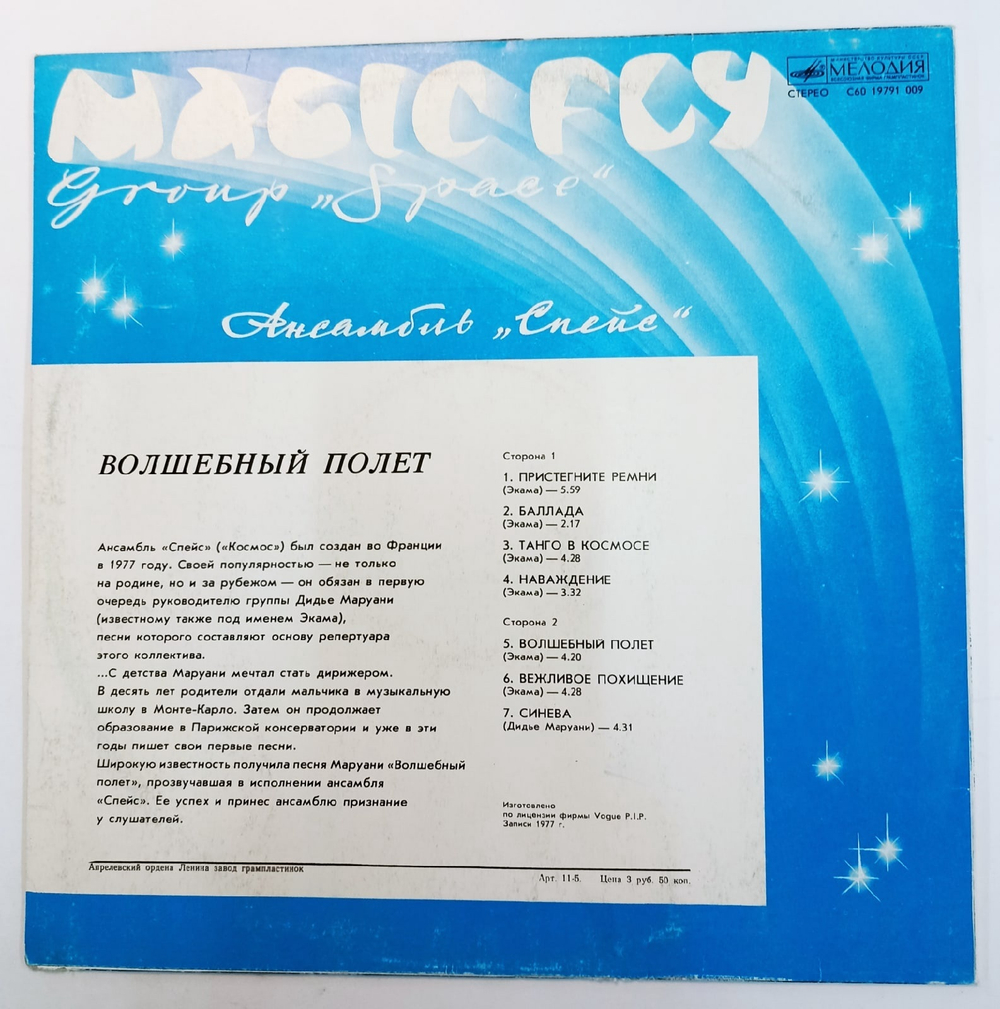 MAGIC FLY
МИНИСТЕРСТВО КУЛЬТУРЫ СССР
МЕЛОДИЯ
ВСЕСОЮЗНАЯ ФИРМА ГРАМПЛАСТИНОК
СТЕРЕО С60 19791 009
Group „Space“
Ансамбль „Спейс“
ВОЛШЕБНЫЙ ПОЛЕТ
Ансамбль «Спейс» («Космос») был создан во Франции
в 1977 году. Своей популярностью — не только
на родине, но и за рубежом — он обязан в первую
очередь руководителю группы Дидье Маруани
(известному также под именем Экама),
песни которого составляют основу репертуара
этого коллектива.
...С детства Маруани мечтал стать дирижером.
В десять лет родители отдали мальчика в музыкальную
школу в Монте-Карло. Затем он продолжает
образование в Парижской консерватории и уже в эти
годы пишет свои первые песни.
Широкую известность получила песня Маруани «Волшебный
полет», прозвучавшая в исполнении ансамбля
«Спейс». Ее успех и принес ансамблю признание
у слушателей.
Сторона 1
1. ПРИСТЕГНИТЕ РЕМНИ
(Экама) — 5.59
2. БАЛЛАДА
(Экама) — 2.17
3. ТАНГО В КОСМОСЕ
(Экама) — 4.28
4. НАВАЖДЕНИЕ
(Экама) — 3.32
Сторона 2
5. ВОЛШЕБНЫЙ ПОЛЕТ
(Экама) — 4.20
6. ВЕЖЛИВОЕ ПОХИЩЕНИЕ
(Экама) — 4.28
7. СИНЕВА
(Дидье Маруани) — 4.31
Изготовлено
по лицензии фирмы Vogue P.I.P.
Записи 1977 г.
Апрелевский ордена Ленина завод грампластинок
Арт. 11-5. Цена 3 руб. 50 коп.